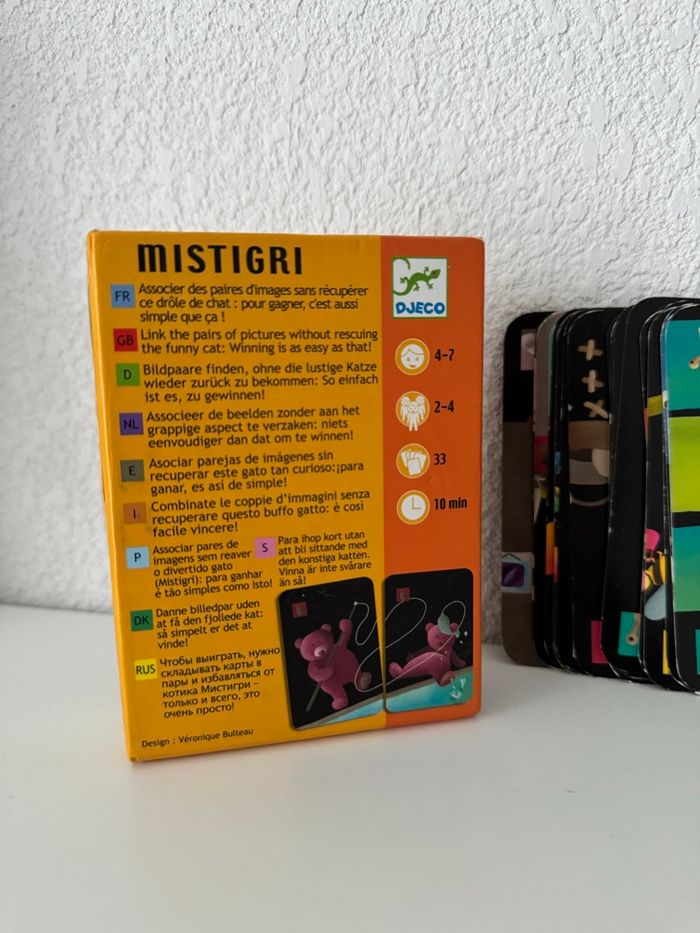 MISTIGRI
FR Associer des paires d'images sans récupérer
ce drôle de chat : pour gagner, c'est aussi
simple que ça !
GB Link the pairs of pictures without rescuing
the funny cat: Winning is as easy as that!
D Bildpaare finden, ohne die lustige Katze
wieder zurück zu bekommen: So einfach
ist es, zu gewinnen!
NL Associeer de beelden zonder aan het
grappige aspect te verzaken: niets
eenvoudiger dan dat om te winnen!
E Asociar parejas de imágenes sin
recuperar este gato tan curioso:¡para
ganar, es asi de simple!
I Combinate le coppie d'immagini senza
recuperare questo buffo gatto: è così
facile vincere!
P Associar pares de
imagens sem reaver
o divertido gato
(Mistigri): para ganhar
é tão simples como isto!
S Para ihop kort utan
att bli sittande med
den konstiga katten.
Vinna är inte svårare
än så!
DK Danne billedpar uden
at få den fjollede kat:
så simpelt er det at
vinde!
RUS Чтобы выиграть, нужно
складывать карты в
пары и избавляться от
котика Мистигри –
только и всего, это
очень просто!
Design : Véronique Bulteau
DJECO
4-7
2-4
33
10 min